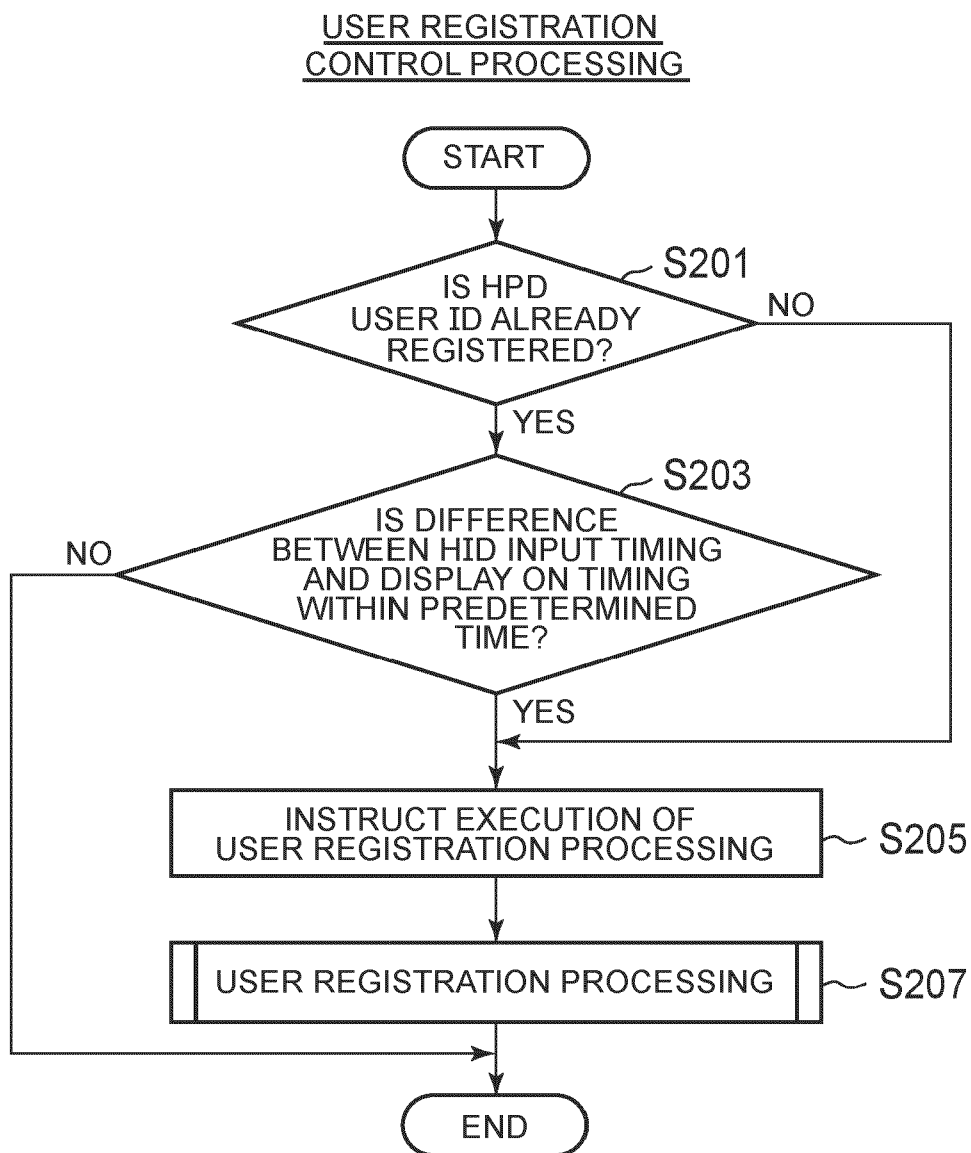 USER REGISTRATION
CONTROL PROCESSING
START
S201
IS HPD
USER ID ALREADY
REGISTERED?
NO
YES
S203
IS DIFFERENCE
BETWEEN HID INPUT TIMING
AND DISPLAY ON TIMING
WITHIN PREDETERMINED
TIME?
NO
YES
INSTRUCT EXECUTION OF
USER REGISTRATION PROCESSING
S205
USER REGISTRATION PROCESSING
S207
END